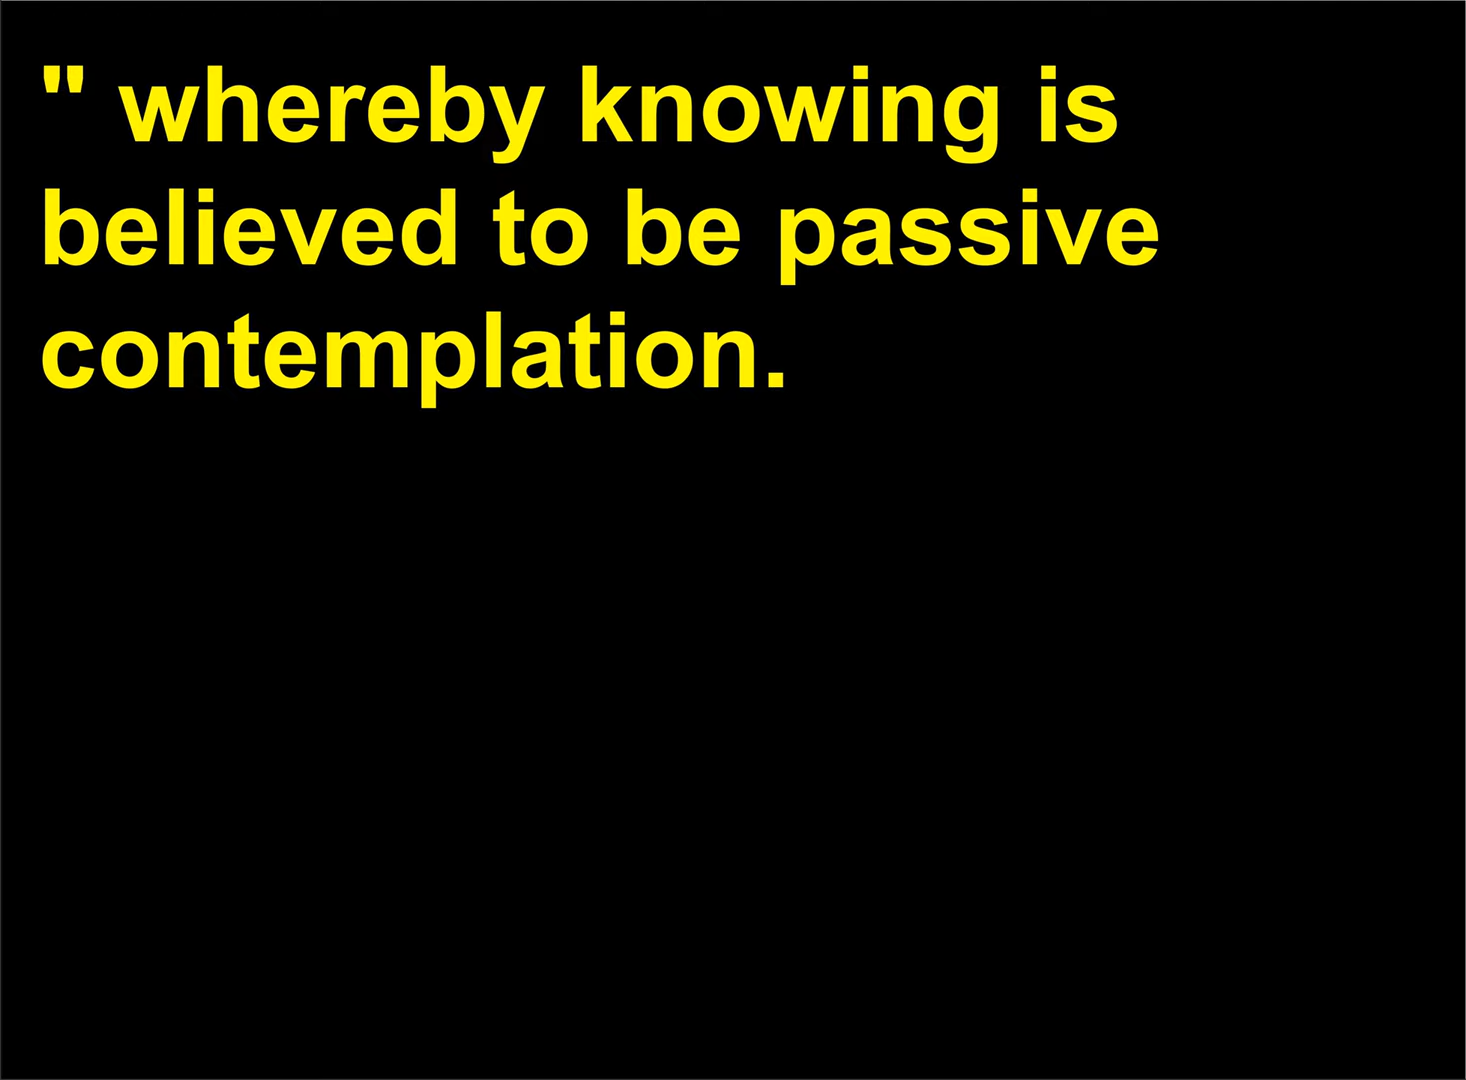 " whereby knowing is
believed to be passive
contemplation.